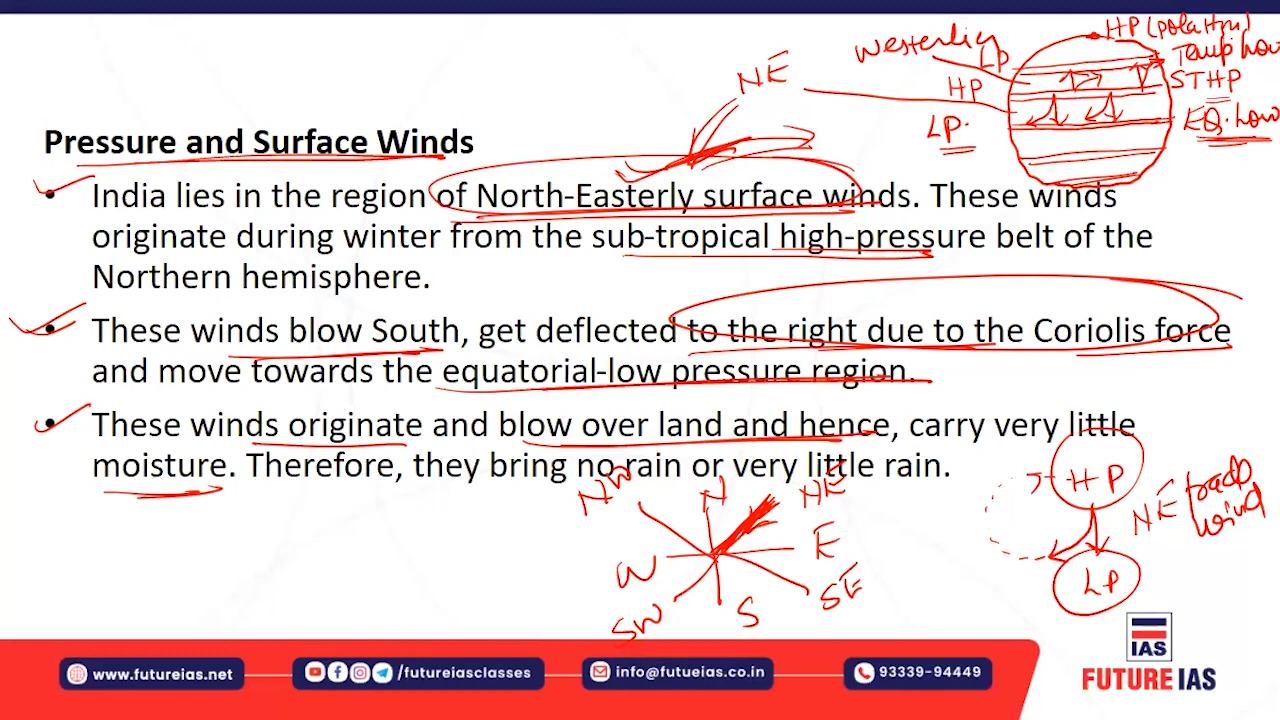 HP (polar
Westerlies
LP
Temp low
NE
HP
STHP
LP.
EQ. low
Pressure and Surface Winds
• India lies in the region of North-Easterly surface winds. These winds
originate during winter from the sub-tropical high-pressure belt of the
Northern hemisphere.
• These winds blow South, get deflected to the right due to the Coriolis force
and move towards the equatorial-low pressure region.
• These winds originate and blow over land and hence, carry very little
moisture. Therefore, they bring no rain or very little rain.
NW
N
NE
W
E
SW
S
SE
HP
NE trade
wind
LP
IAS
FUTURE IAS
www.futureias.net
/futureiasclasses
info@futueias.co.in
93339-94449